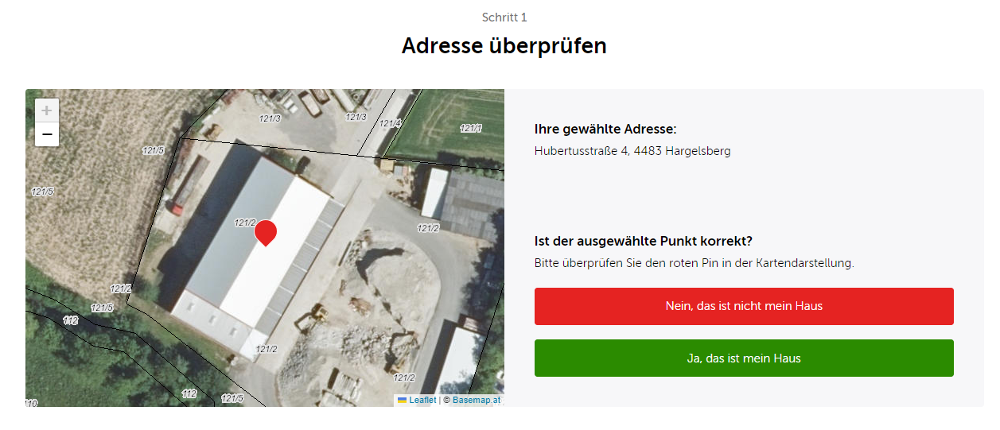 Schritt 1
Adresse überprüfen
+
−
121/3
121/3
121/4
121/1
121/5
121/5
121/2
121/2
121/2
121/5
112
121/2
121/2
112
121/5
110
Leaflet | © Basemap.at
Ihre gewählte Adresse:
Hubertusstraße 4, 4483 Hargelsberg
Ist der ausgewählte Punkt korrekt?
Bitte überprüfen Sie den roten Pin in der Kartendarstellung.
Nein, das ist nicht mein Haus
Ja, das ist mein Haus